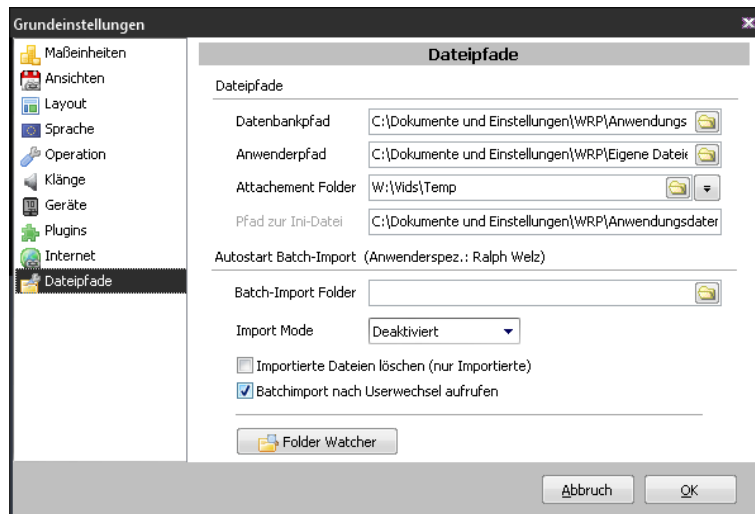 Grundeinstellungen
Maßeinheiten
Ansichten
Layout
Sprache
Operation
Klänge
Geräte
Plugins
Internet
Dateipfade
Dateipfade
Dateipfade
Datenbankpfad C:\Dokumente und Einstellungen\WRP\Anwendungs
Anwenderpfad C:\Dokumente und Einstellungen\WRP\Eigene Dateie
Attachement Folder W:\Vids\Temp
Pfad zur Ini-Datei C:\Dokumente und Einstellungen\WRP\Anwendungsdaten
Autostart Batch-Import (Anwenderspez.: Ralph Welz)
Batch-Import Folder
Import Mode Deaktiviert
Importierte Dateien löschen (nur Importierte)
Batchimport nach Userwechsel aufrufen
Folder Watcher
Abbruch OK